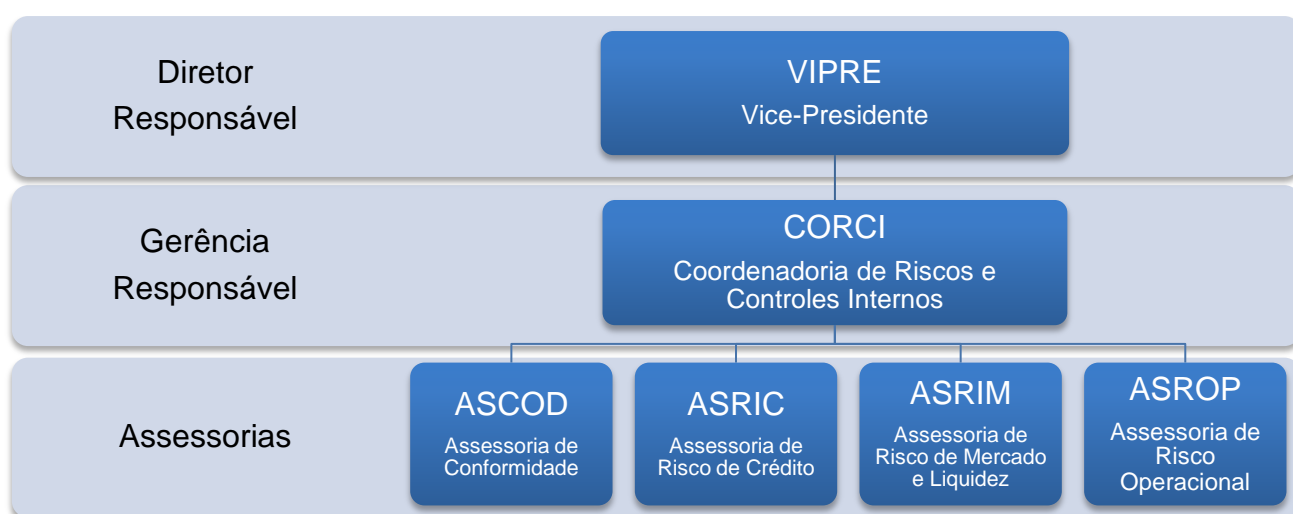 Diretor
Responsável
VIPRE
Vice-Presidente
Gerência
Responsável
CORCI
Coordenadoria de Riscos e
Controles Internos
Assessorias
ASCOD
Assessoria de
Conformidade
ASRIC
Assessoria de
Risco de Crédito
ASRIM
Assessoria de
Risco de Mercado
e Liquidez
ASROP
Assessoria de
Risco
Operacional